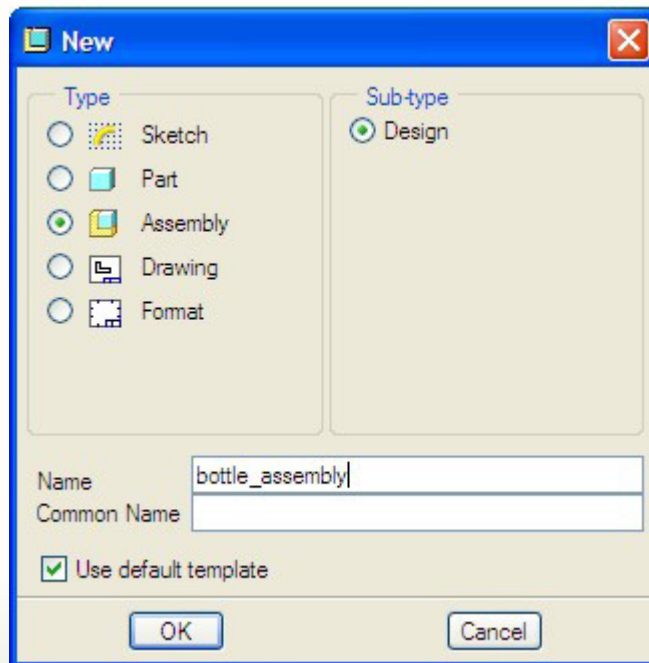 New
Type
Sketch
Part
Assembly
Drawing
Format
Sub-type
Design
Name bottle_assembly
Common Name
Use default template
OK Cancel